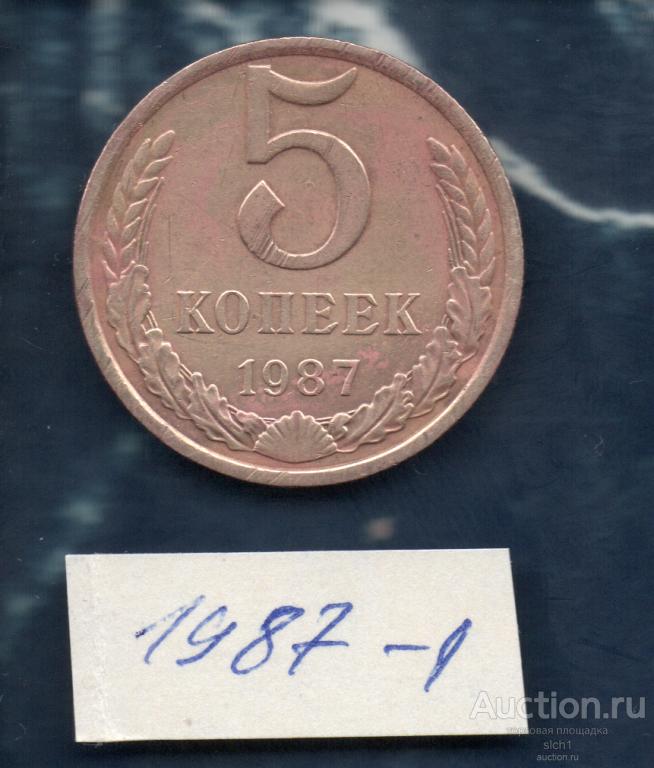 5
КОПЕЕК
1987
1987-1
Auction.ru
торговая площадка
slch1
auction.ru